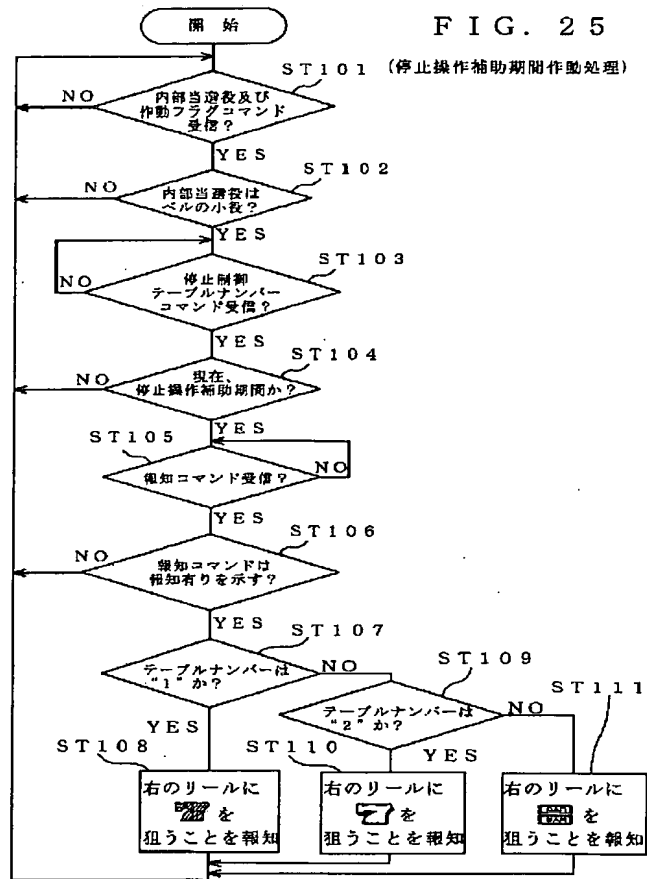 開始
FIG. 25
(停止操作補助期間作動処理)
ST101
内部当選役及び
作動フラグコマンド
受信?
NO
YES
ST102
内部当選役は
ベルの小役?
NO
YES
ST103
停止制御
テーブルナンバー
コマンド受信?
NO
YES
ST104
現在、
停止操作補助期間か?
NO
YES
ST105
報知コマンド受信?
NO
YES
ST106
報知コマンドは
報知有りを示す?
NO
YES
ST107
テーブルナンバーは
"1"か?
NO
YES
ST109
テーブルナンバーは
"2"か?
NO
YES
ST108
右のリールに
を
狙うことを報知
ST110
右のリールに
7を
狙うことを報知
ST111
右のリールに
を
狙うことを報知